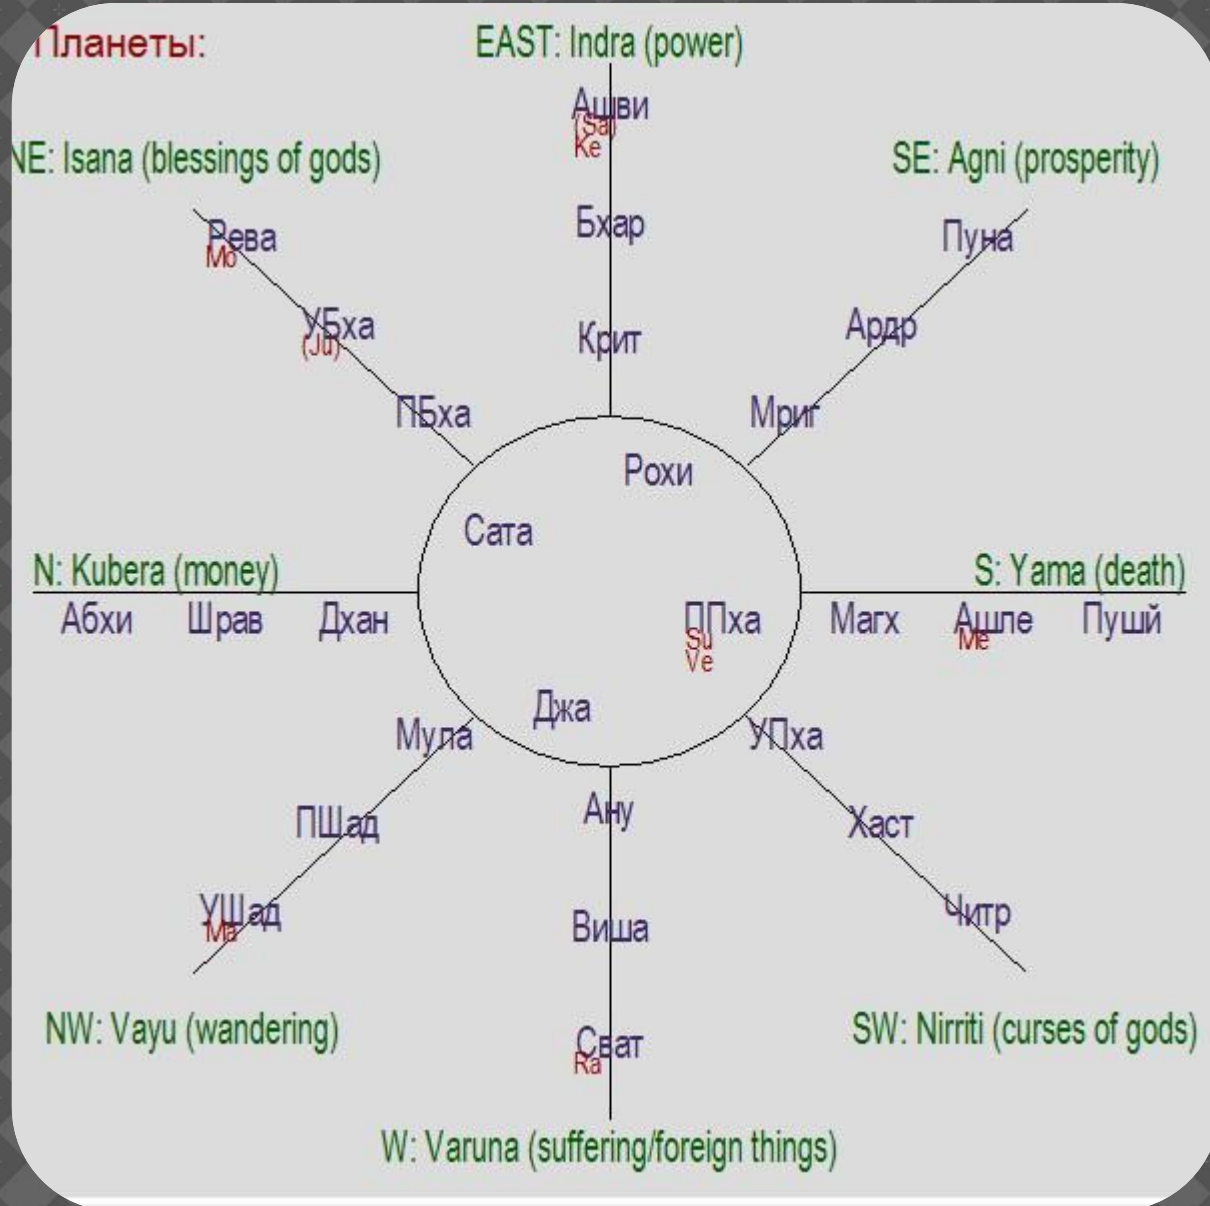 Планеты:
EAST: Indra (power)
Ашви
(Sa)
Ke
NE: Isana (blessings of gods)
SE: Agni (prosperity)
Рева
Mo
Бхар
Пуна
УБха
(Ju)
Крит
Ардр
ПБха
Мриг
Рохи
Сата
N: Kubera (money)
S: Yama (death)
Абхи Шрав Дхан
ППха
Su
Ve
Магх Ашле Пушй
Me
Джа
Мула
УПха
ПШад
Ану
Хаст
УШад
Ma
Виша
Читр
NW: Vayu (wandering)
Сват
Ra
SW: Nirriti (curses of gods)
W: Varuna (suffering/foreign things)